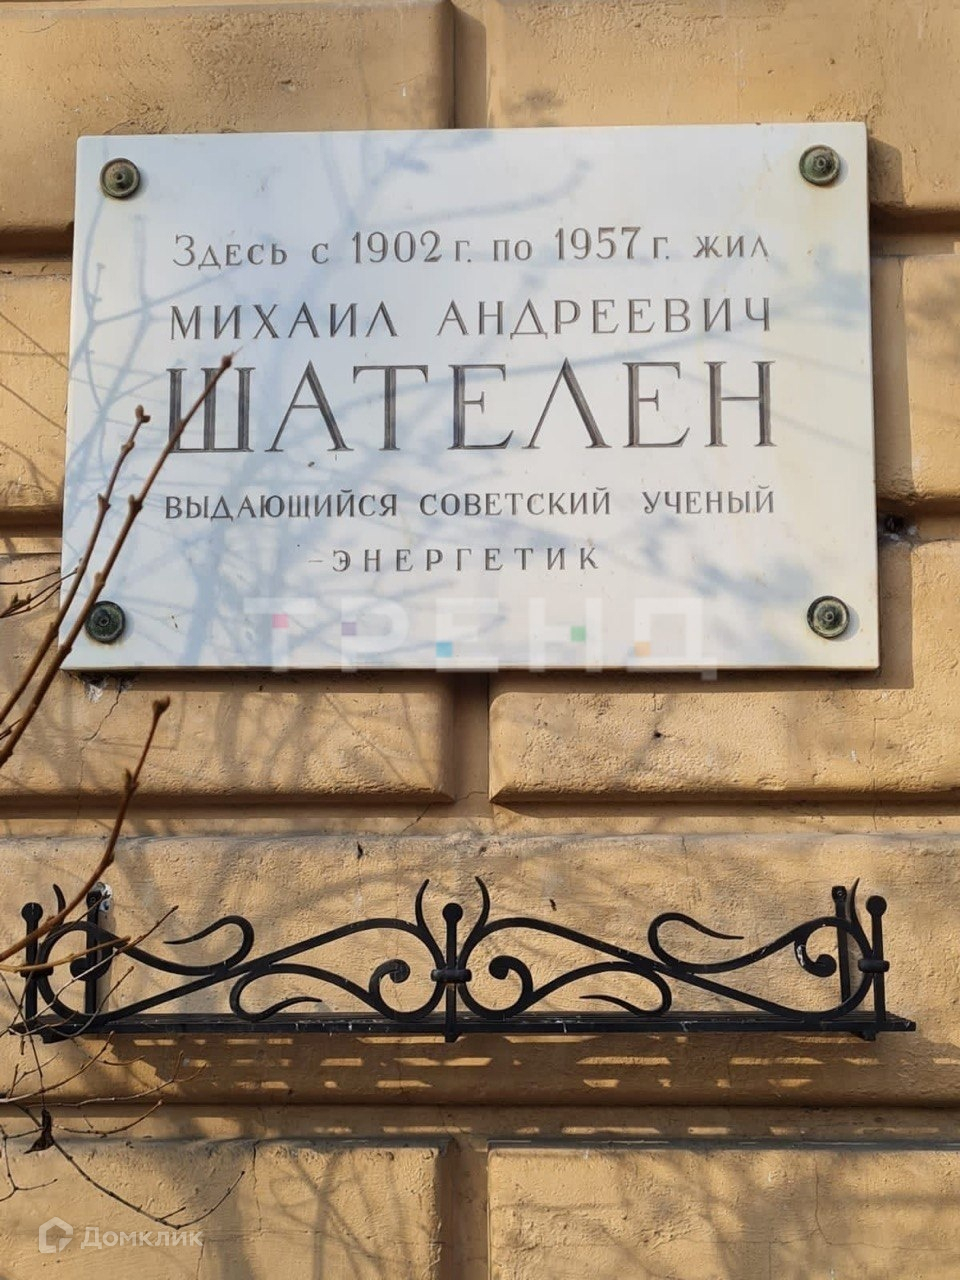 Здесь с 1902 г. по 1957 г. жил
МИХАИЛ АНДРЕЕВИЧ
ШАТЕЛЕН
ВЫДАЮЩИЙСЯ СОВЕТСКИЙ УЧЕНЫЙ
-ЭНЕРГЕТИК
ТРЕНД
Домклик